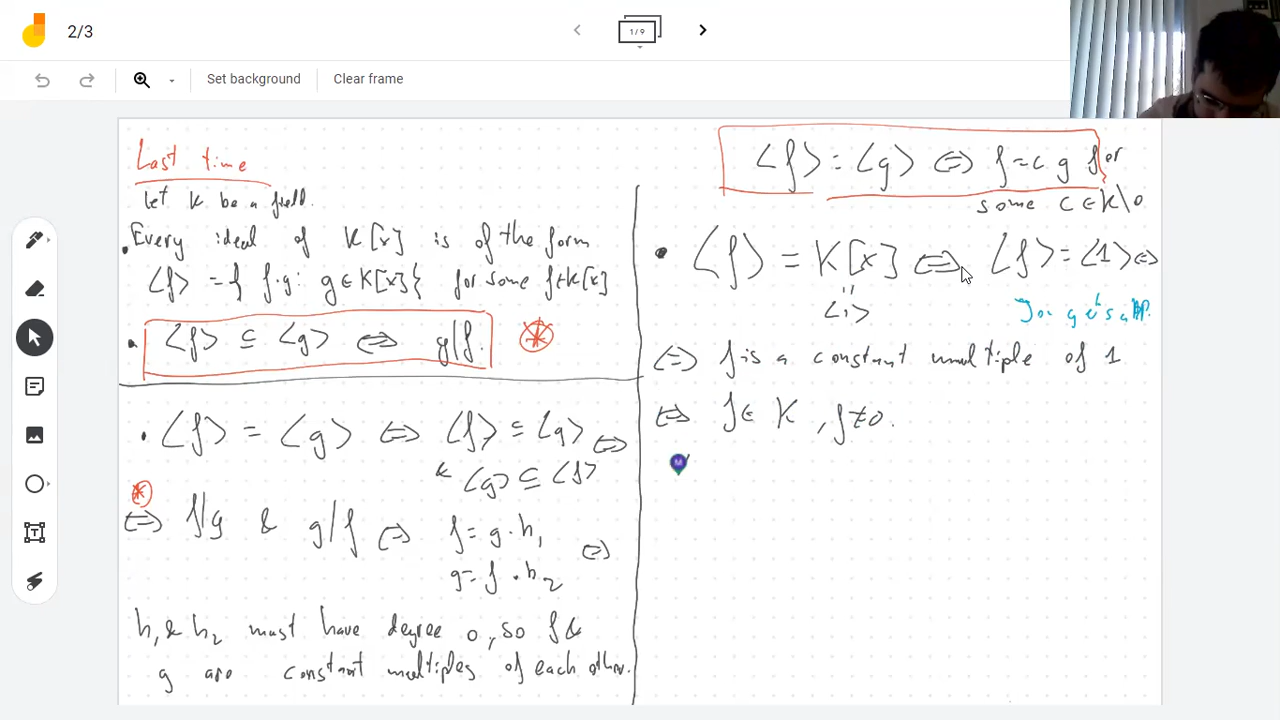 2/3
1/9
Set background
Clear frame
Last time
Let K be a field.
• Every ideal of K[x] is of the form
⟨f⟩ = { f·g : g∈K[x]} for some f∈K[x]
• ⟨f⟩ ⊆ ⟨g⟩ ⇔ g|f. *
• ⟨f⟩ = ⟨g⟩ ⇔ ⟨f⟩ ⊆ ⟨g⟩ ⇔
& ⟨g⟩ ⊆ ⟨f⟩
*
⇔ f|g & g|f ⇔ f = g·h₁
g = f·h₂ ⇔
h₁ & h₂ must have degree 0, so f &
g are constant multiples of each other.
⟨f⟩ = ⟨g⟩ ⇔ f = c g for
some c∈K\0
• ⟨f⟩ = K[x] ⇔ ⟨f⟩ = ⟨1⟩ ⇔
"
⟨1⟩
⇔ f is a constant multiple of 1
⇔ f∈ K, f≠0.
M